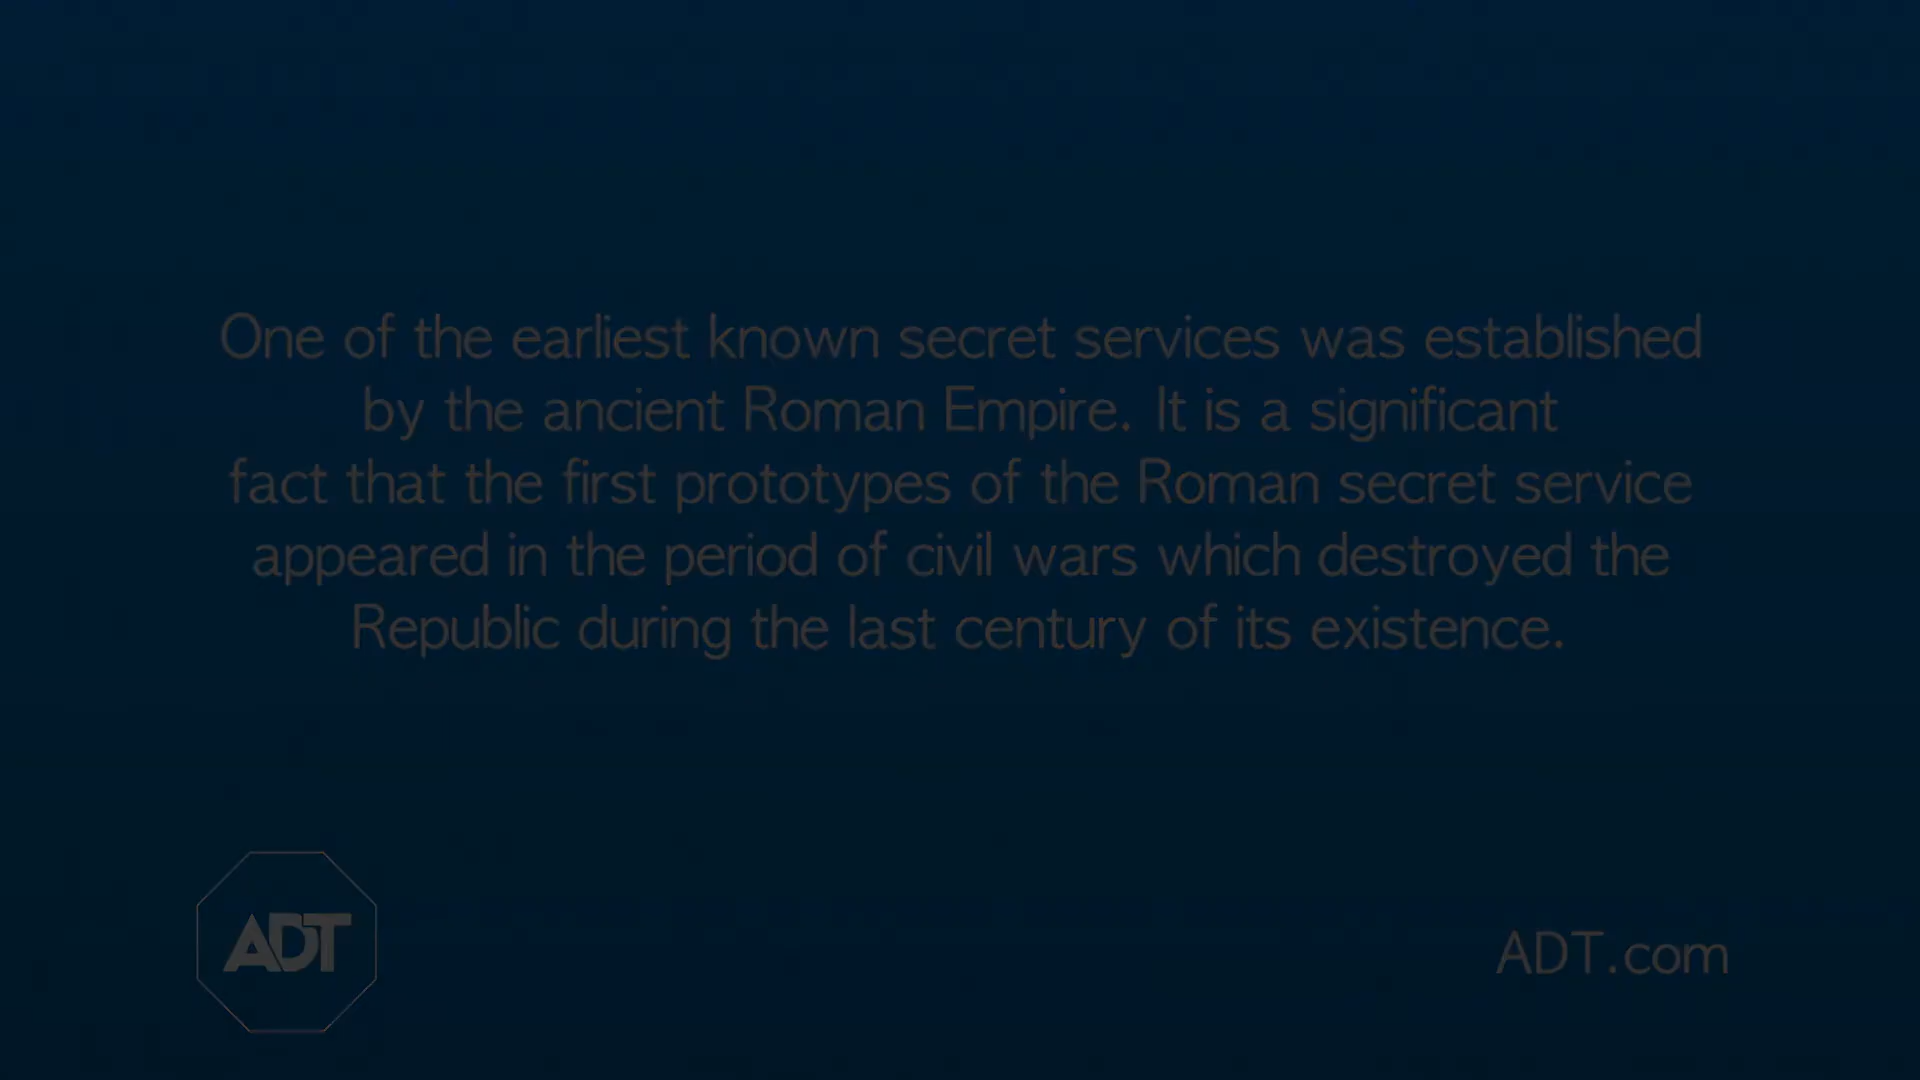 One of the earliest known secret services was established
by the ancient Roman Empire. It is a significant
fact that the first prototypes of the Roman secret service
appeared in the period of civil wars which destroyed the
Republic during the last century of its existence.
ADT
ADT.com